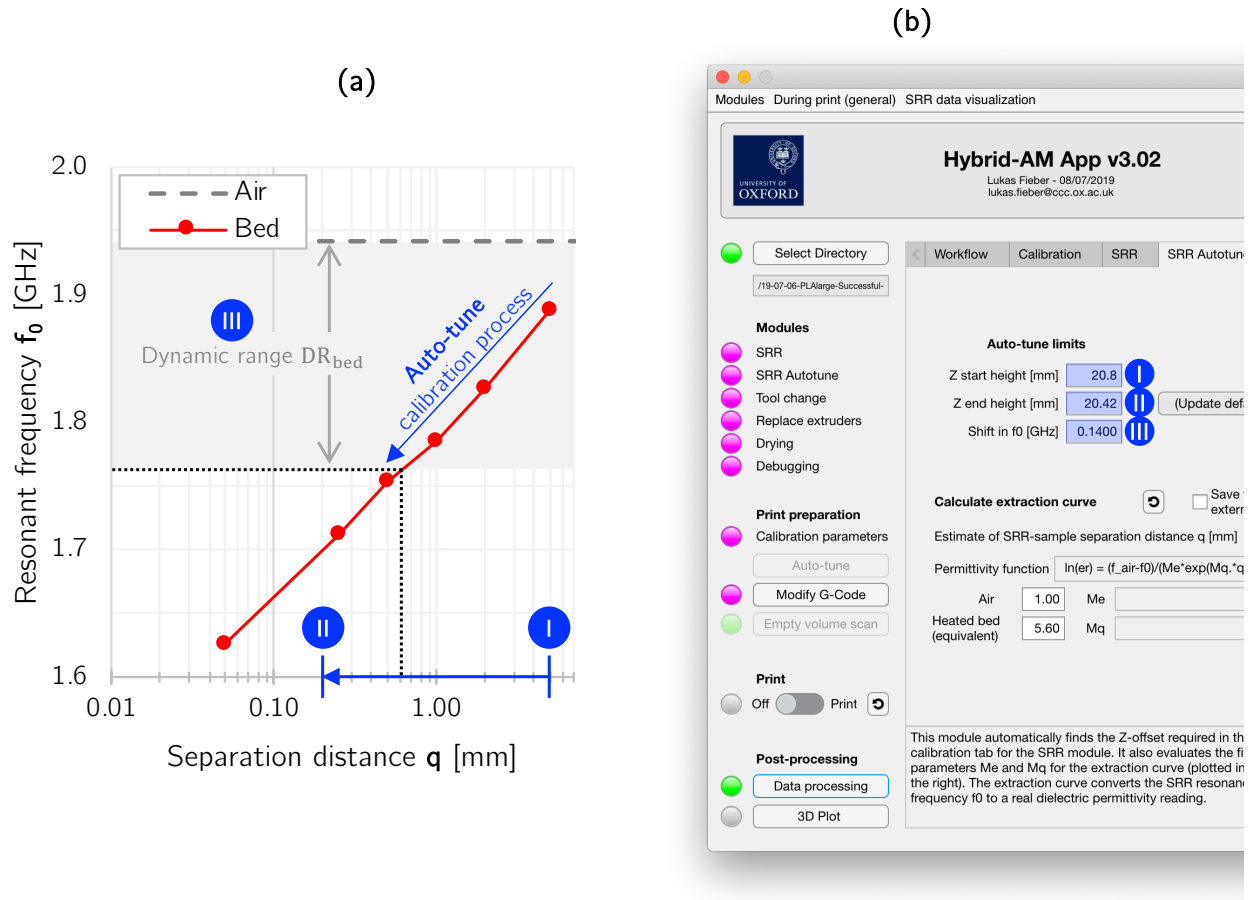 (a)
2.0
1.9
1.8
1.7
1.6
Resonant frequency f0 [GHz]
Air
Bed
III
Dynamic range DRbed
Auto-tune
calibration process
II
I
0.01
0.10
1.00
Separation distance q [mm]
(b)
Modules During print (general) SRR data visualization
UNIVERSITY OF
OXFORD
Hybrid-AM App v3.02
Lukas Fieber - 08/07/2019
lukas.fieber@ccc.ox.ac.uk
Select Directory
/19-07-06-PLAlarge-Successful-
Modules
SRR
SRR Autotune
Tool change
Replace extruders
Drying
Debugging
Print preparation
Calibration parameters
Auto-tune
Modify G-Code
Empty volume scan
Print
Off
Print
Post-processing
Data processing
3D Plot
Workflow
Calibration
SRR
SRR Autotune
Auto-tune limits
Z start height [mm] 20.8 I
Z end height [mm] 20.42 II (Update defa
Shift in f0 [GHz] 0.1400 III
Calculate extraction curve
Save
extern
Estimate of SRR-sample separation distance q [mm]
Permittivity function ln(er) = (f_air-f0)/(Me*exp(Mq.*q
Air 1.00 Me
Heated bed
(equivalent) 5.60 Mq
This module automatically finds the Z-offset required in th
calibration tab for the SRR module. It also evaluates the fi
parameters Me and Mq for the extraction curve (plotted in
the right). The extraction curve converts the SRR resonanc
frequency f0 to a real dielectric permittivity reading.